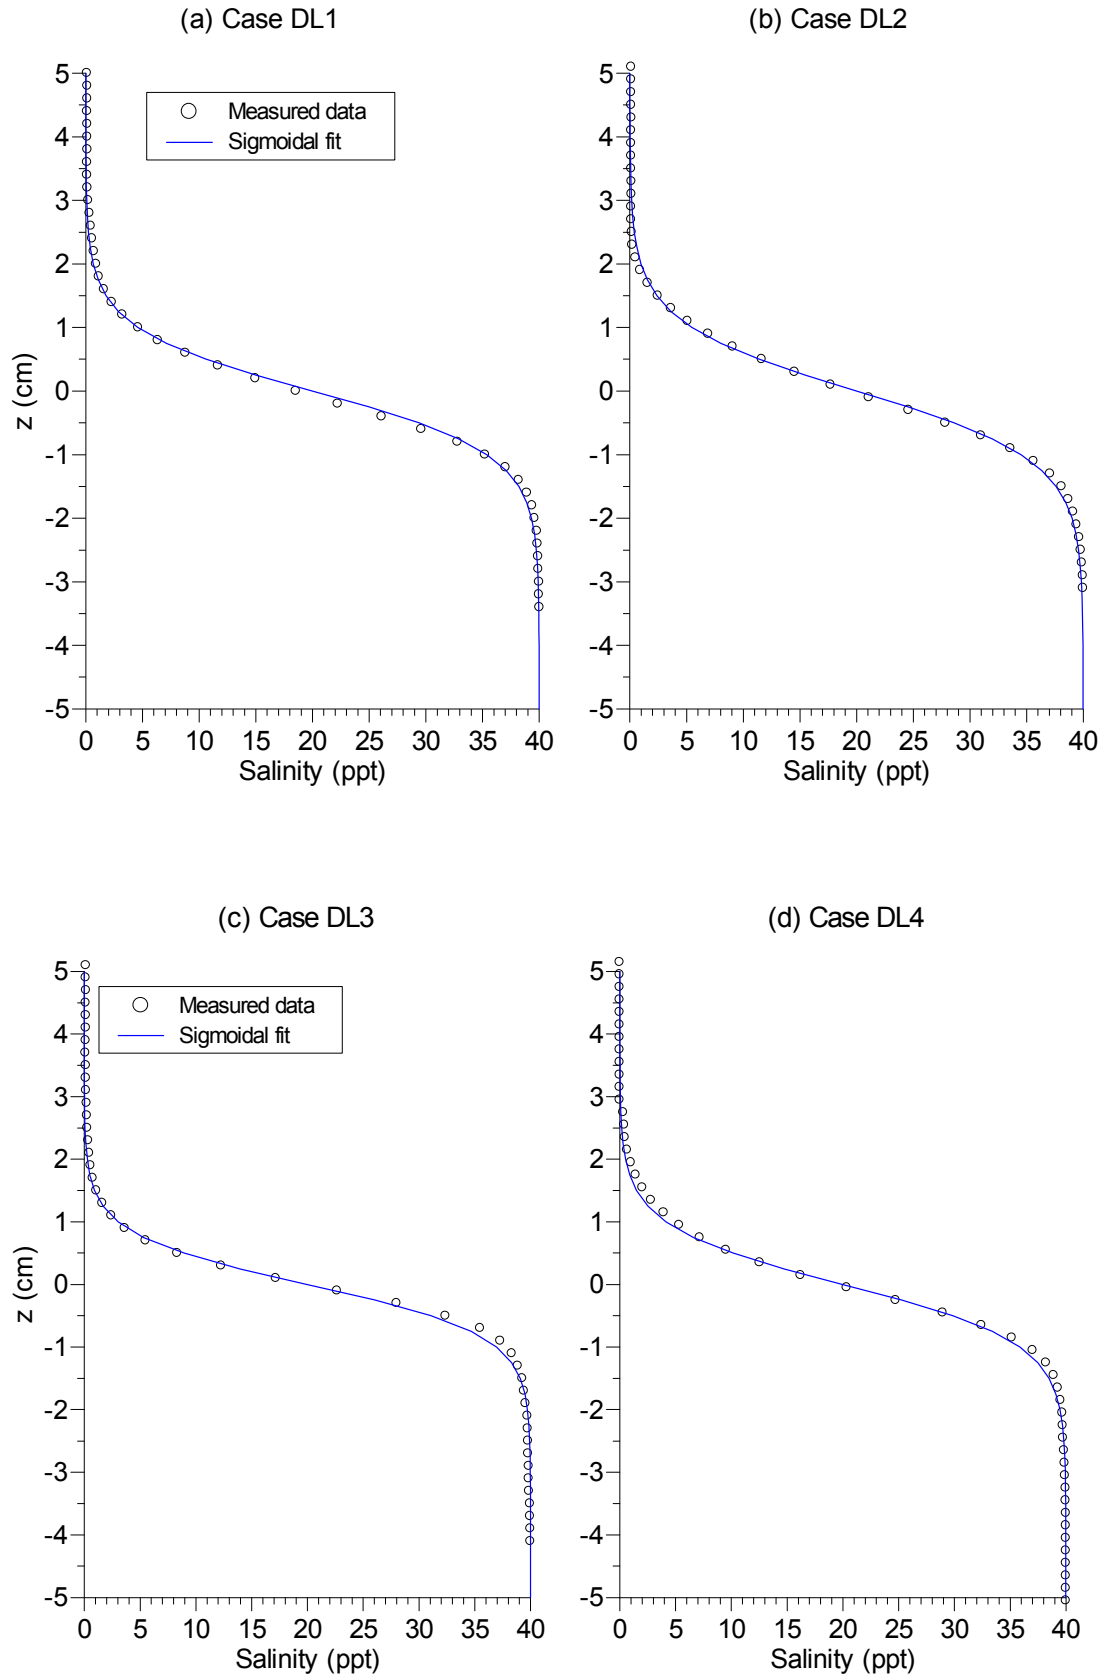 (a) Case DL1
(b) Case DL2
Measured data
Sigmoidal fit
5
4
3
2
1
0
-1
-2
-3
-4
-5
z (cm)
0 5 10 15 20 25 30 35 40
Salinity (ppt)
5
4
3
2
1
0
-1
-2
-3
-4
-5
0 5 10 15 20 25 30 35 40
Salinity (ppt)
(c) Case DL3
(d) Case DL4
Measured data
Sigmoidal fit
5
4
3
2
1
0
-1
-2
-3
-4
-5
z (cm)
0 5 10 15 20 25 30 35 40
Salinity (ppt)
5
4
3
2
1
0
-1
-2
-3
-4
-5
0 5 10 15 20 25 30 35 40
Salinity (ppt)